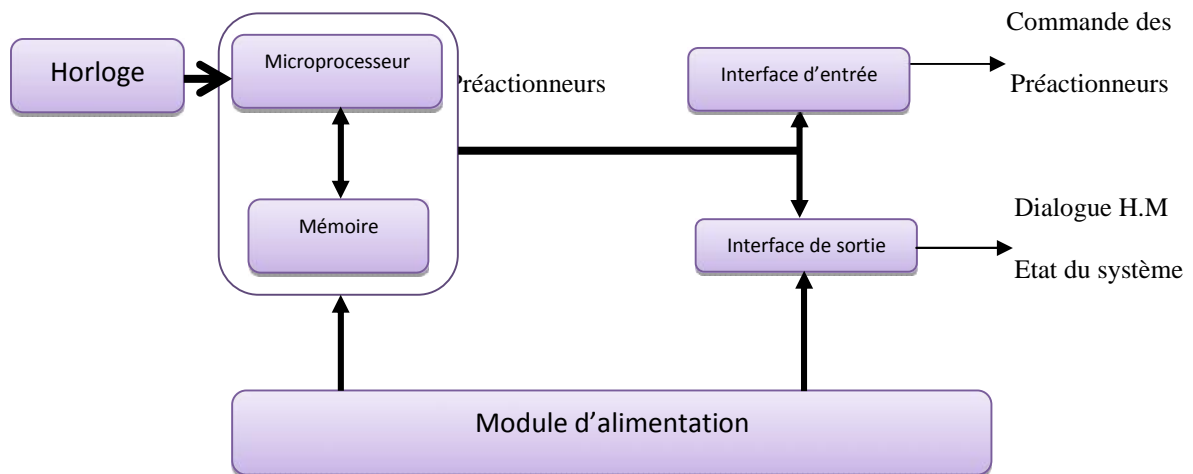 Commande des
Horloge
Microprocesseur
Interface d’entrée
Préactionneurs
Préactionneurs
Mémoire
Dialogue H.M
Interface de sortie
Etat du système
Module d’alimentation